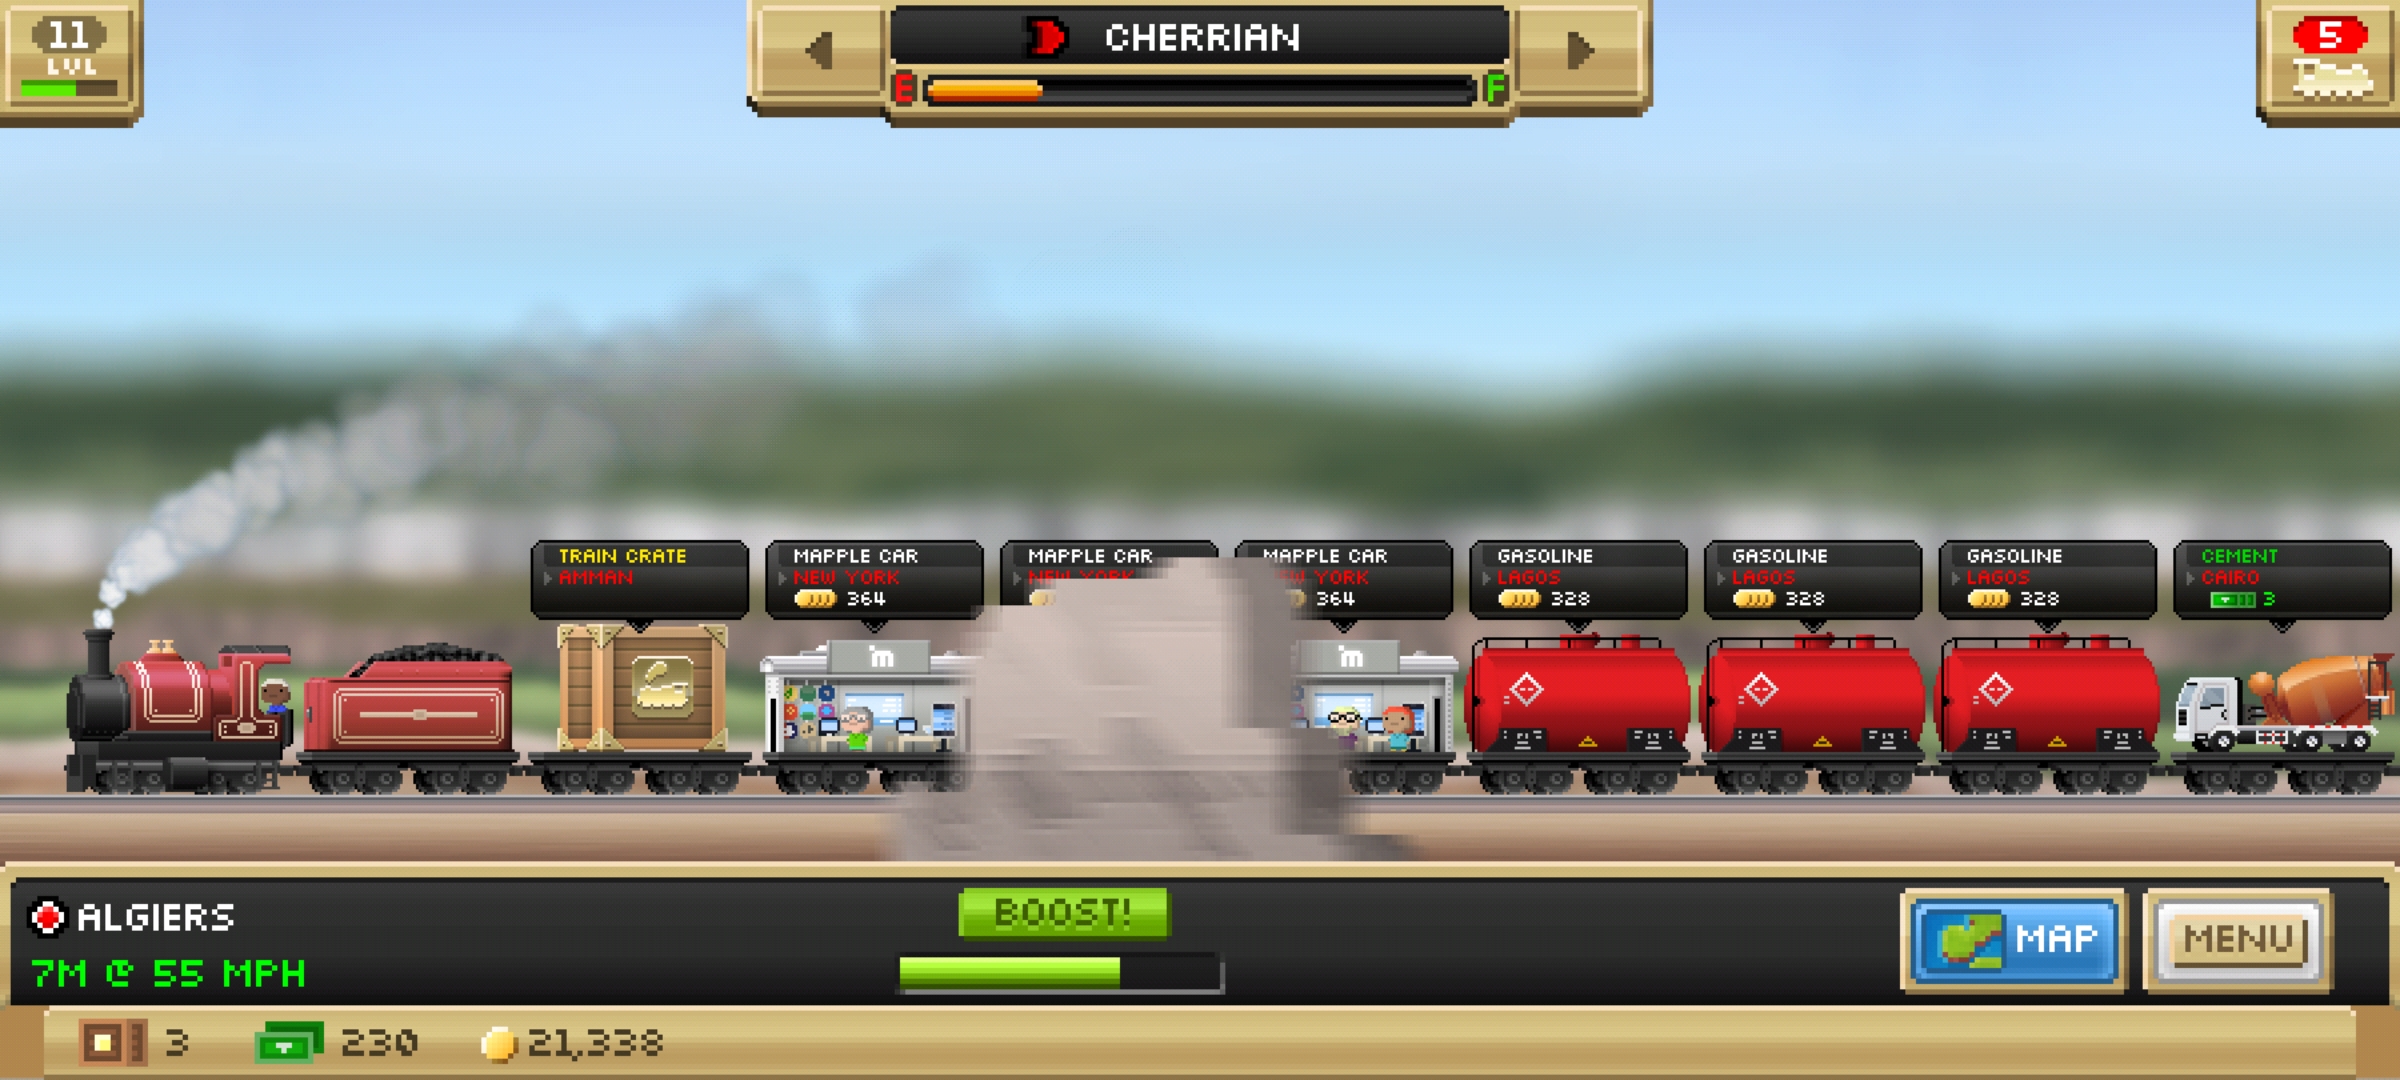 11
LVL
CHERRIAN
E
F
5
TRAIN CRATE
AMMAN
MAPPLE CAR
NEW YORK
364
MAPPLE CAR
NEW YORK
MAPPLE CAR
YORK
364
GASOLINE
LAGOS
328
GASOLINE
LAGOS
328
GASOLINE
LAGOS
328
CEMENT
CAIRO
3
m
m
ALGIERS
7M @ 55 MPH
BOOST!
MAP
MENU
3
230
21,338